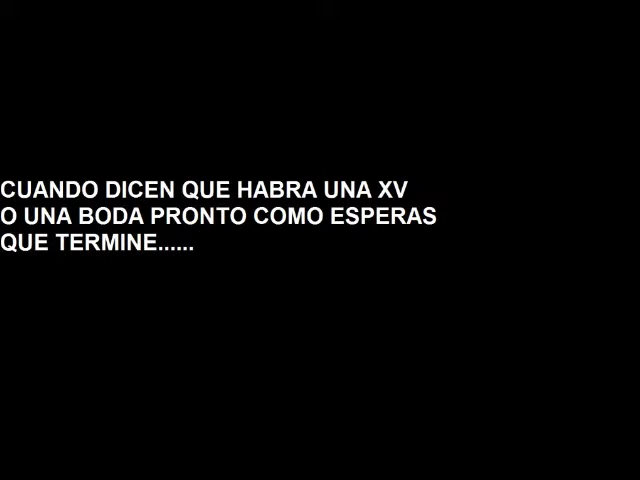 CUANDO DICEN QUE HABRA UNA XV
O UNA BODA PRONTO COMO ESPERAS
QUE TERMINE......